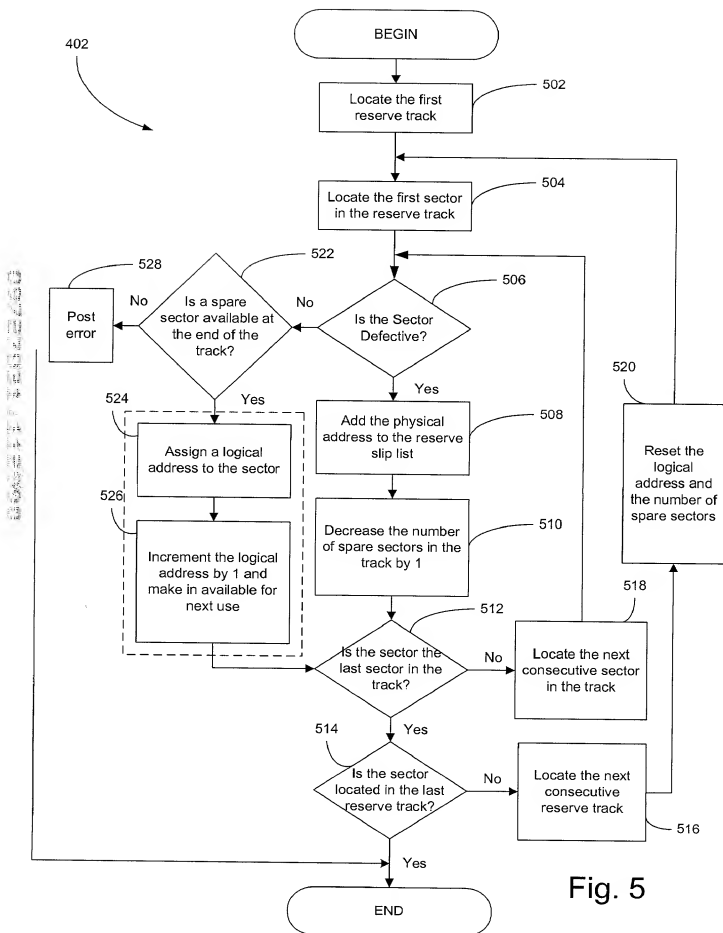 BEGIN
402
502
Locate the first
reserve track
504
Locate the first sector
in the reserve track
522
528
506
No
No
Is a spare
sector available at
the end of the
track?
Is the Sector
Defective?
Post
error
520
Yes
Yes
524
508
Assign a logical
address to the sector
Add the physical
address to the reserve
slip list
Reset the
logical
address and
the number of
spare sectors
526
510
Increment the logical
address by 1 and
make in available for
next use
Decrease the number
of spare sectors in the
track by 1
512
518
Is the sector the
last sector in the
track?
No
Locate the next
consecutive sector
in the track
514
Yes
Is the sector
located in the last
reserve track?
No
Locate the next
consecutive
reserve track
516
Yes
END
Fig. 5